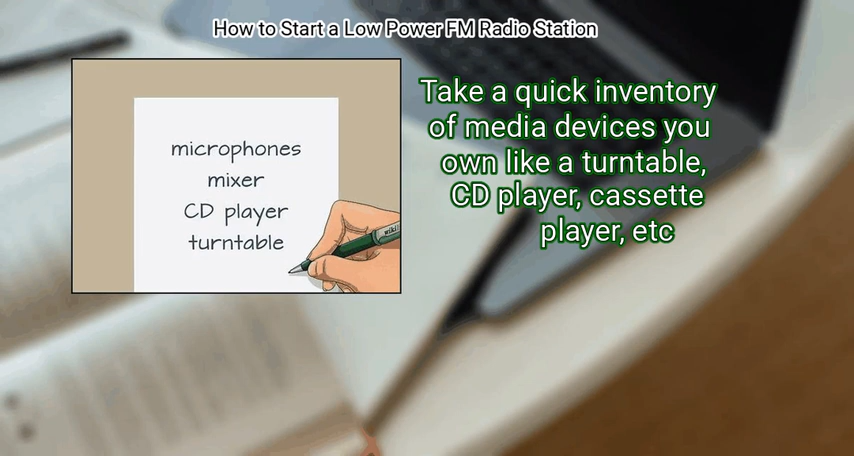 How to Start a Low Power FM Radio Station
microphones
mixer
CD player
turntable
Take a quick inventory
of media devices you
own like a turntable,
CD player, cassette
player, etc
wiki